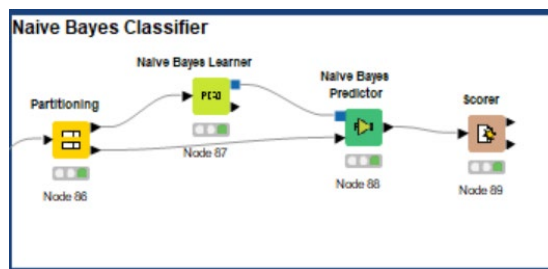 Naive Bayes Classifier
Naive Bayes Learner
Naive Bayes
Predictor
Partitioning
Scorer
Node 87
Node 88
Node 86
Node 89